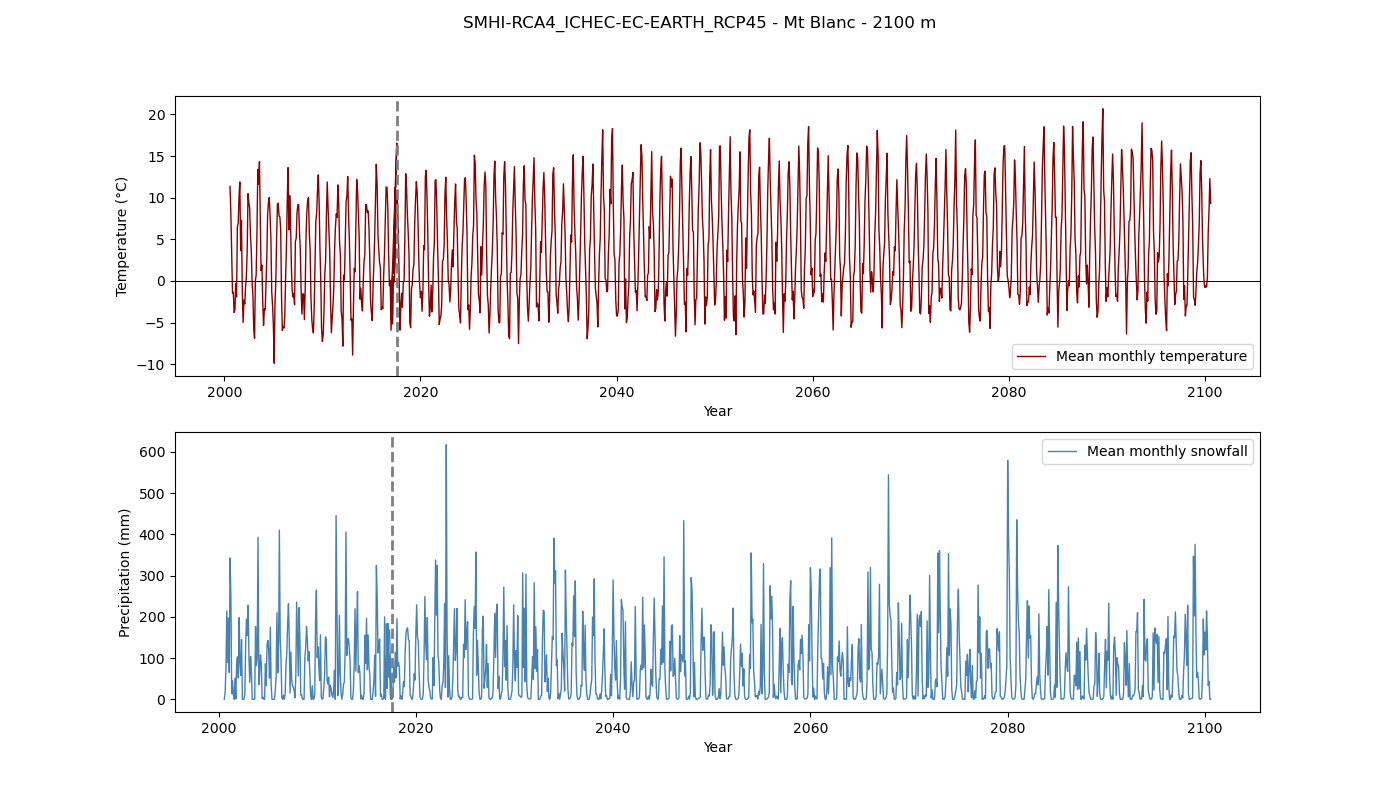 SMHI-RCA4_ICHEC-EC-EARTH_RCP45 - Mt Blanc - 2100 m
Temperature (°C)
20
15
10
5
0
−5
−10
Mean monthly temperature
2000 2020 2040 2060 2080 2100
Year
Precipitation (mm)
600
500
400
300
200
100
0
Mean monthly snowfall
2000 2020 2040 2060 2080 2100
Year